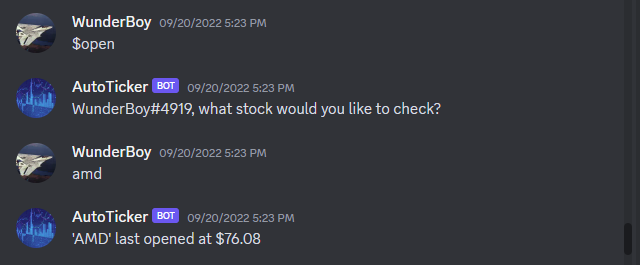 WunderBoy 09/20/2022 5:23 PM
$open
AutoTicker BOT 09/20/2022 5:23 PM
WunderBoy#4919, what stock would you like to check?
WunderBoy 09/20/2022 5:23 PM
amd
AutoTicker BOT 09/20/2022 5:23 PM
'AMD' last opened at $76.08